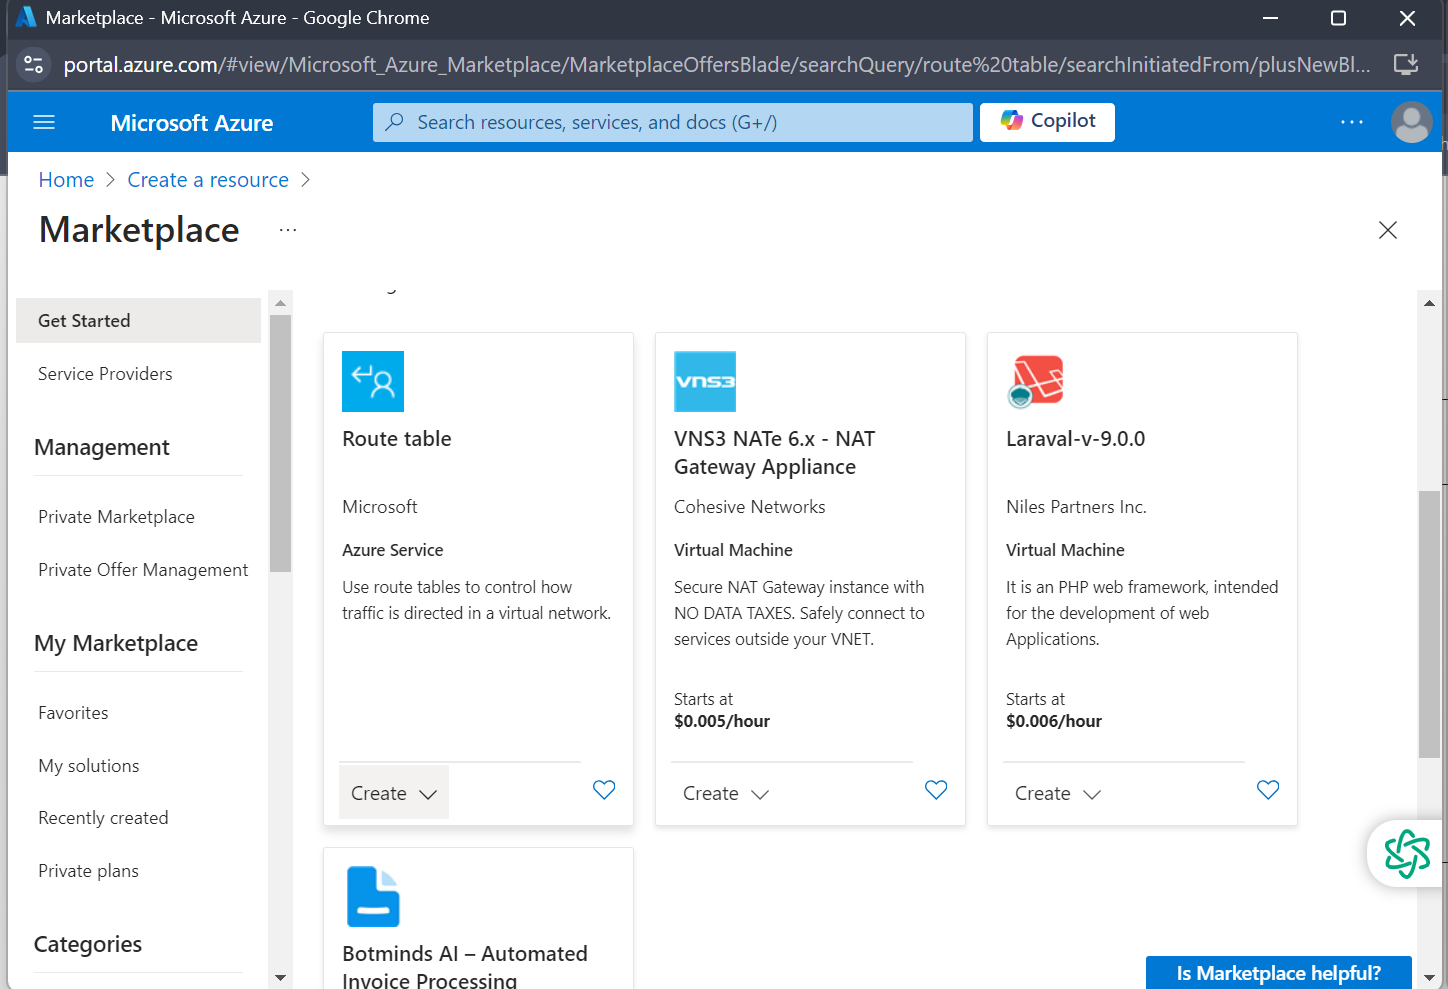 Marketplace - Microsoft Azure - Google Chrome
portal.azure.com/#view/Microsoft_Azure_Marketplace/MarketplaceOffersBlade/searchQuery/route%20table/searchInitiatedFrom/plusNewBl...
Microsoft Azure
Search resources, services, and docs (G+/)
Copilot
Home
Create a resource
Marketplace
Get Started
Service Providers
Management
Private Marketplace
Private Offer Management
My Marketplace
Favorites
My solutions
Recently created
Private plans
Categories
Route table
Microsoft
Azure Service
Use route tables to control how
traffic is directed in a virtual network.
Create
vns3
VNS3 NATe 6.x - NAT
Gateway Appliance
Cohesive Networks
Virtual Machine
Secure NAT Gateway instance with
NO DATA TAXES. Safely connect to
services outside your VNET.
Starts at
$0.005/hour
Create
Laraval-v-9.0.0
Niles Partners Inc.
Virtual Machine
It is an PHP web framework, intended
for the development of web
Applications.
Starts at
$0.006/hour
Create
Botminds AI – Automated
Invoice Processing
Is Marketplace helpful?